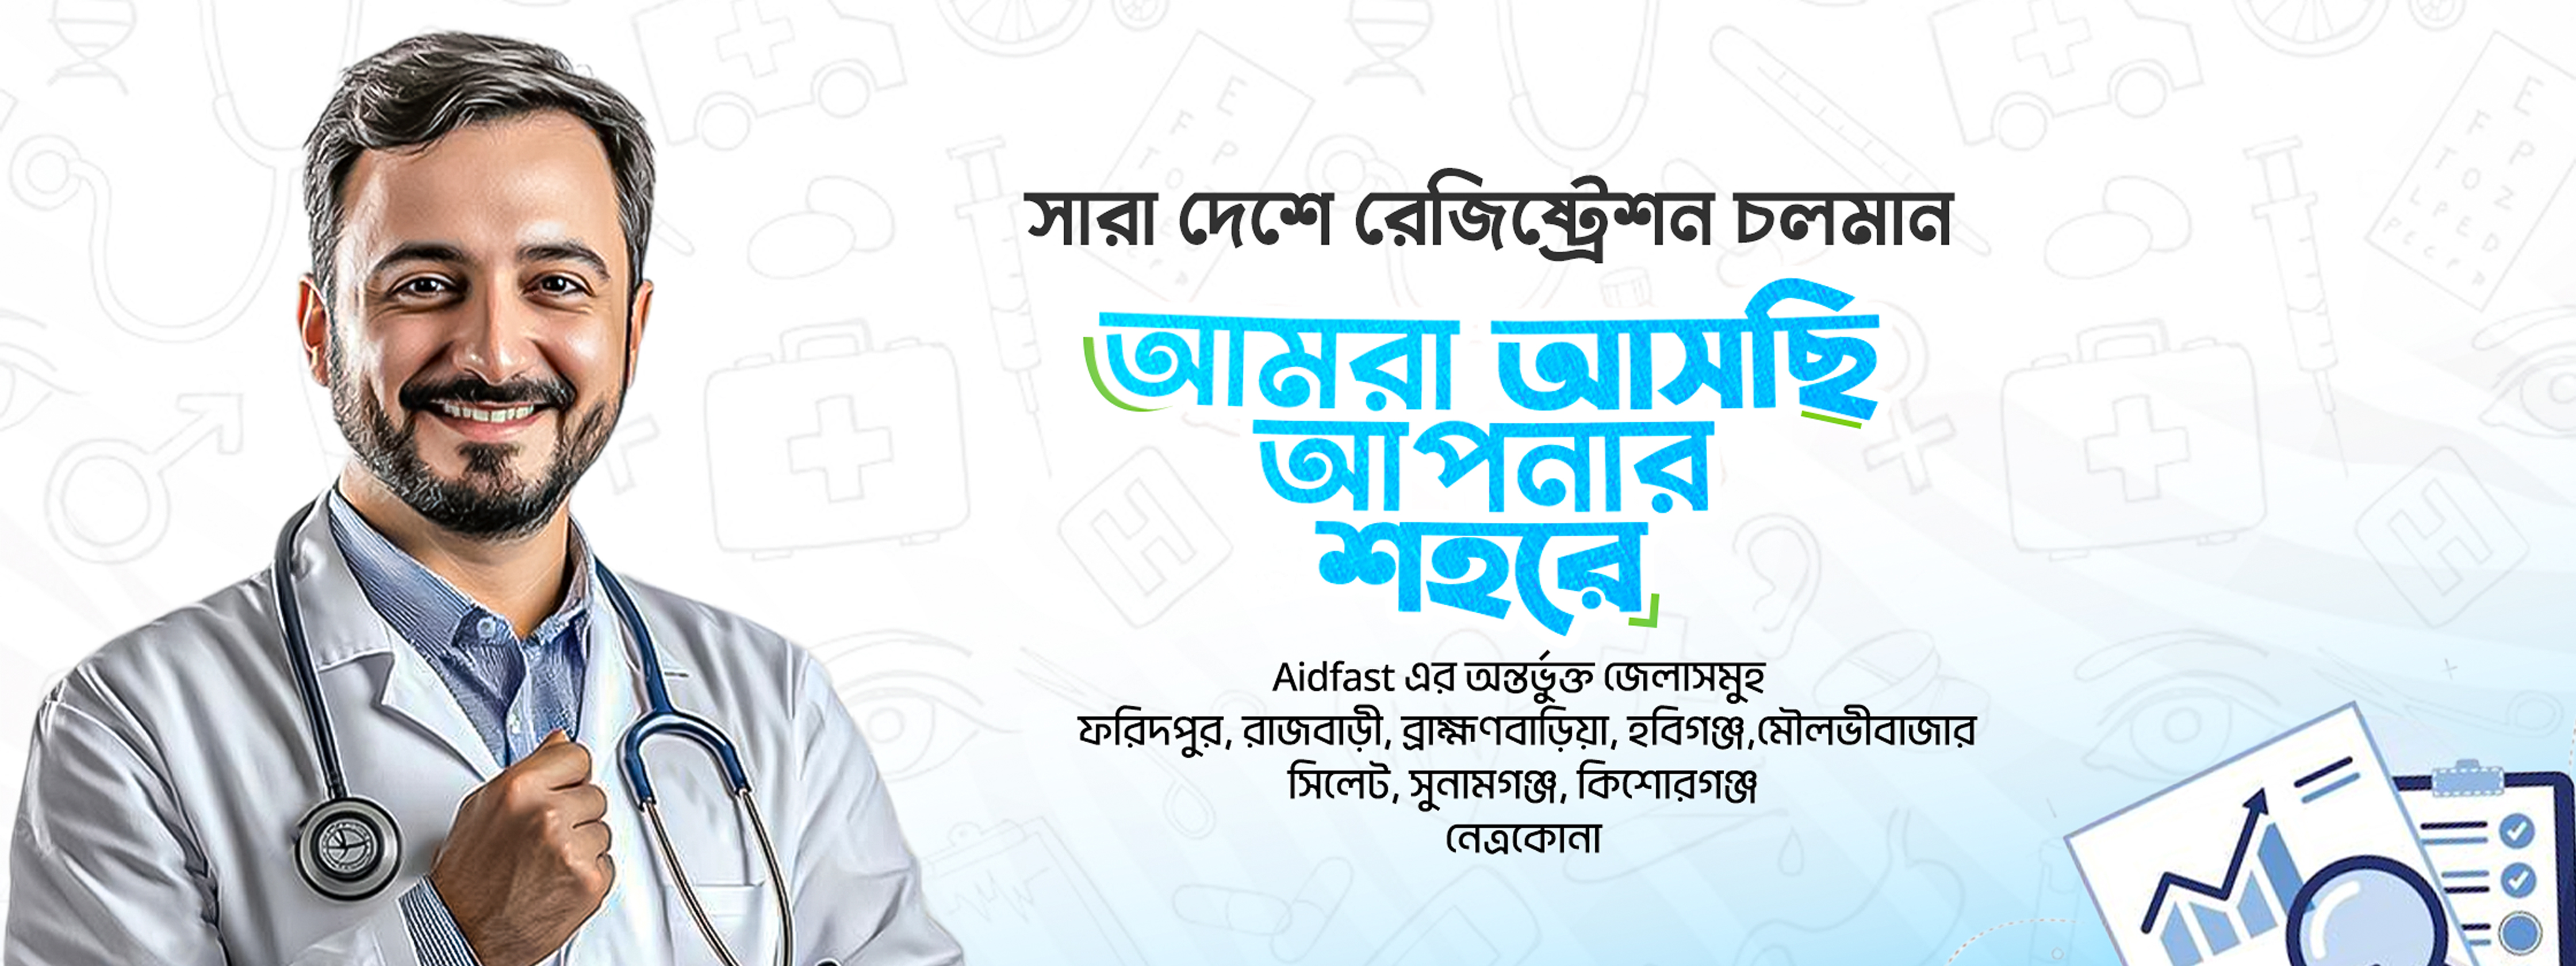 সারা দেশে রেজিষ্ট্রেশন চলমান
আমরা আসছি
আপনার
শহরে
Aidfast এর অন্তর্ভুক্ত জেলাসমুহ
ফরিদপুর, রাজবাড়ী, ব্রাহ্মণবাড়িয়া, হবিগঞ্জ,মৌলভীবাজার
সিলেট, সুনামগঞ্জ, কিশোরগঞ্জ
নেত্রকোনা